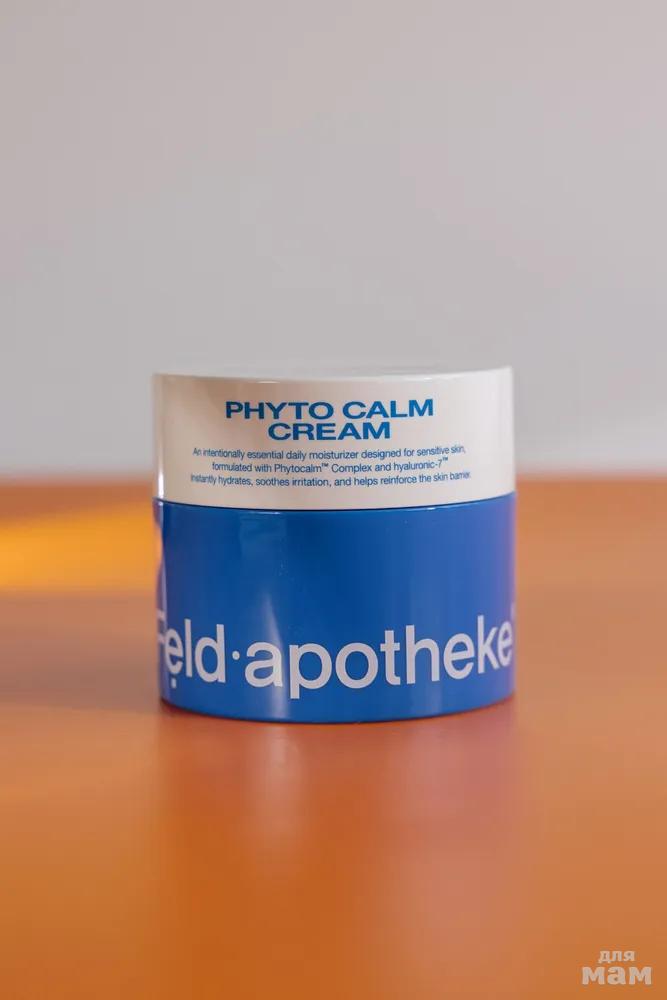 PHYTO CALM
CREAM
An intentionally essential daily moisturizer designed for sensitive skin,
formulated with Phytocalm™ Complex and hyaluronic-7™
Instantly hydrates, soothes irritation, and helps reinforce the skin barrier.
Fẹld·apotheke
для
мам